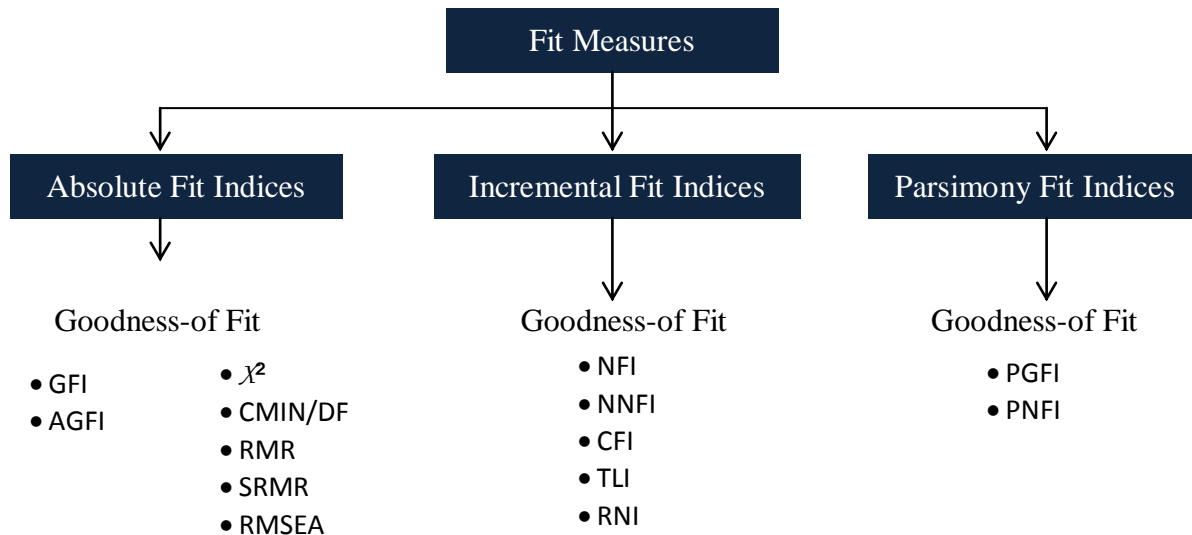 Fit Measures
Absolute Fit Indices
Incremental Fit Indices
Parsimony Fit Indices
Goodness-of Fit
• GFI
• AGFI
• χ²
• CMIN/DF
• RMR
• SRMR
• RMSEA
Goodness-of Fit
• NFI
• NNFI
• CFI
• TLI
• RNI
Goodness-of Fit
• PGFI
• PNFI